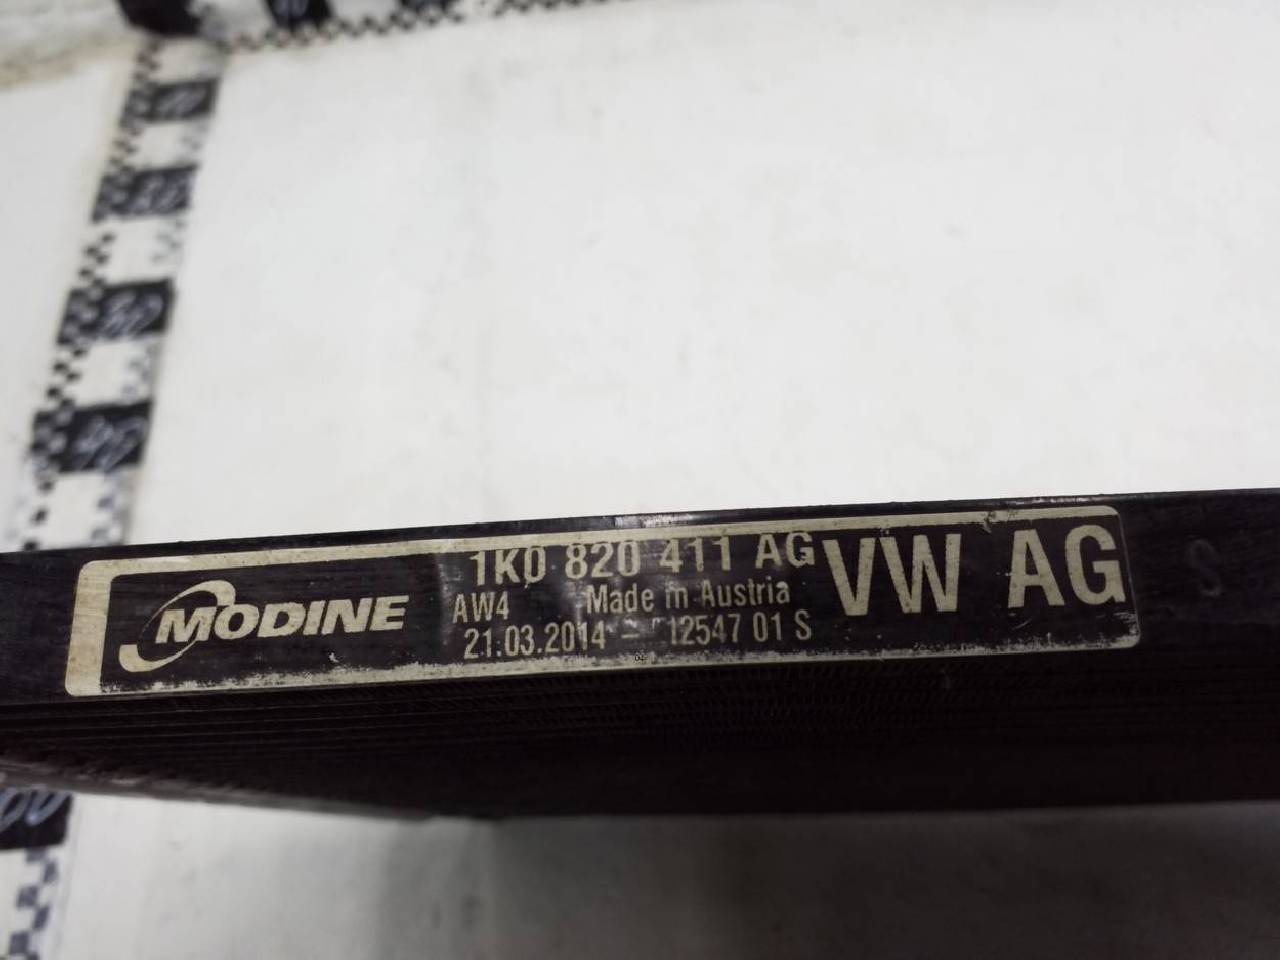 MODINE
1K0 820 411 AG
AW4 Made in Austria
21.03.2014 - 12547 01 S
VW AG
S